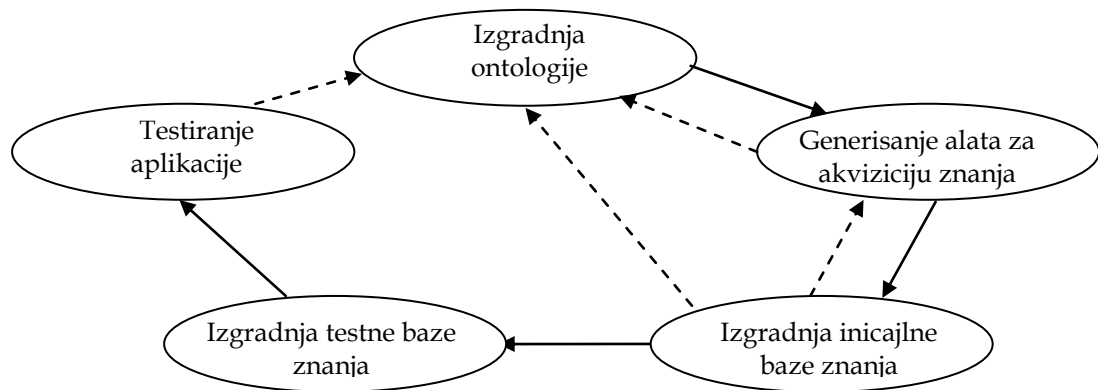 Izgradnja
ontologije
Testiranje
aplikacije
Generisanje alata za
akviziciju znanja
Izgradnja testne baze
znanja
Izgradnja inicajlne
baze znanja